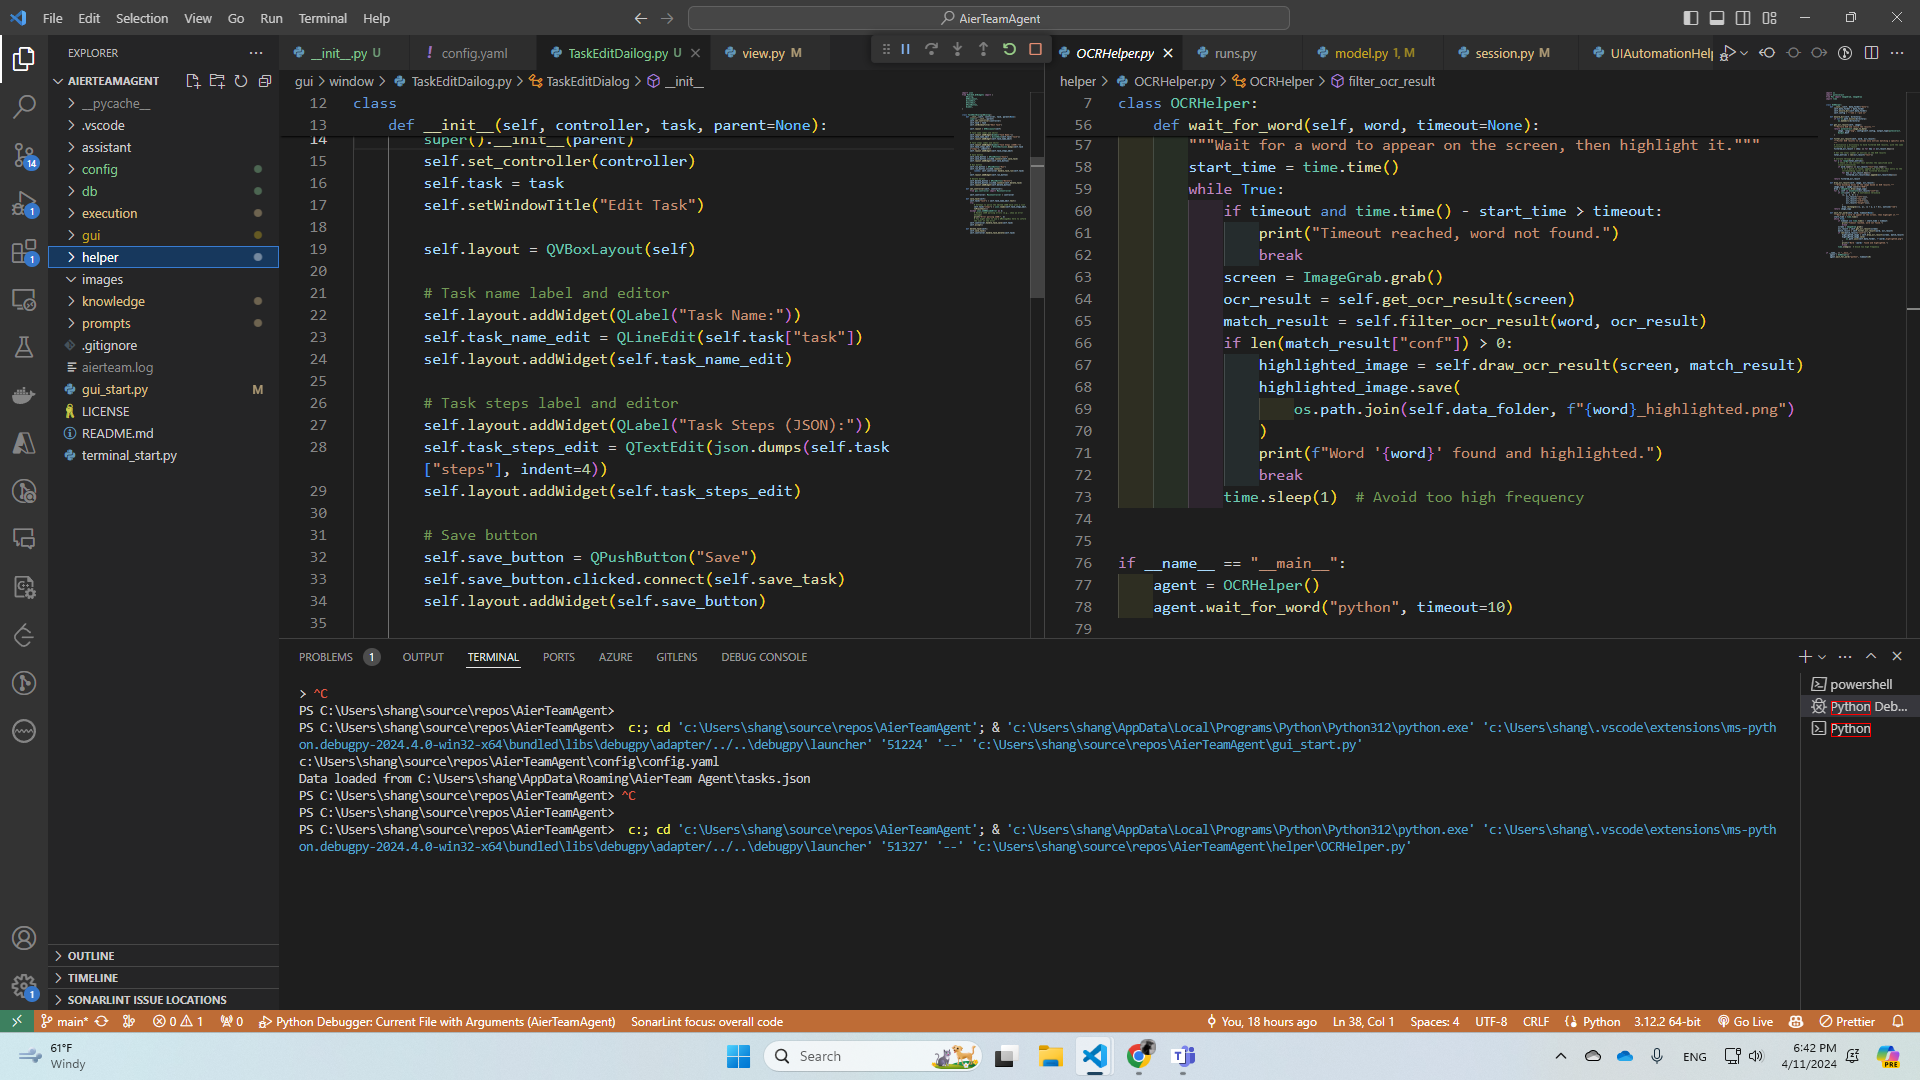 File Edit Selection View Go Run Terminal Help
AierTeamAgent
EXPLORER
__init__.py U
config.yaml
TaskEditDailog.py U
view.py M
OCRHelper.py
runs.py
model.py 1, M
session.py M
UIAutomationHelp
AIERTEAMAGENT
__pycache__
.vscode
assistant
config
db
execution
gui
helper
images
knowledge
prompts
.gitignore
aierteam.log
gui_start.py M
LICENSE
README.md
terminal_start.py
OUTLINE
TIMELINE
SONARLINT ISSUE LOCATIONS
14
1
1
1
gui > window > TaskEditDailog.py > TaskEditDialog > __init__
12 class
13 def __init__(self, controller, task, parent=None):
14 super().__init__(parent)
15 self.set_controller(controller)
16 self.task = task
17 self.setWindowTitle("Edit Task")
18
19 self.layout = QVBoxLayout(self)
20
21 # Task name label and editor
22 self.layout.addWidget(QLabel("Task Name:"))
23 self.task_name_edit = QLineEdit(self.task["task"])
24 self.layout.addWidget(self.task_name_edit)
25
26 # Task steps label and editor
27 self.layout.addWidget(QLabel("Task Steps (JSON):"))
28 self.task_steps_edit = QTextEdit(json.dumps(self.task
["steps"], indent=4))
29 self.layout.addWidget(self.task_steps_edit)
30
31 # Save button
32 self.save_button = QPushButton("Save")
33 self.save_button.clicked.connect(self.save_task)
34 self.layout.addWidget(self.save_button)
35
helper > OCRHelper.py > OCRHelper > filter_ocr_result
7 class OCRHelper:
56 def wait_for_word(self, word, timeout=None):
57 """Wait for a word to appear on the screen, then highlight it."""
58 start_time = time.time()
59 while True:
60 if timeout and time.time() - start_time > timeout:
61 print("Timeout reached, word not found.")
62 break
63 screen = ImageGrab.grab()
64 ocr_result = self.get_ocr_result(screen)
65 match_result = self.filter_ocr_result(word, ocr_result)
66 if len(match_result["conf"]) > 0:
67 highlighted_image = self.draw_ocr_result(screen, match_result)
68 highlighted_image.save(
69 os.path.join(self.data_folder, f"{word}_highlighted.png")
70 )
71 print(f"Word '{word}' found and highlighted.")
72 break
73 time.sleep(1) # Avoid too high frequency
74
75
76 if __name__ == "__main__":
77 agent = OCRHelper()
78 agent.wait_for_word("python", timeout=10)
79
PROBLEMS 1 OUTPUT TERMINAL PORTS AZURE GITLENS DEBUG CONSOLE
> ^C
PS C:\Users\shang\source\repos\AierTeamAgent>
PS C:\Users\shang\source\repos\AierTeamAgent> c:; cd 'c:\Users\shang\source\repos\AierTeamAgent'; & 'c:\Users\shang\AppData\Local\Programs\Python\Python312\python.exe' 'c:\Users\shang\.vscode\extensions\ms-pyth
on.debugpy-2024.4.0-win32-x64\bundled\libs\debugpy\adapter/../..\debugpy\launcher' '51224' '--' 'c:\Users\shang\source\repos\AierTeamAgent\gui_start.py'
c:\Users\shang\source\repos\AierTeamAgent\config\config.yaml
Data loaded from C:\Users\shang\AppData\Roaming\AierTeam Agent\tasks.json
PS C:\Users\shang\source\repos\AierTeamAgent> ^C
PS C:\Users\shang\source\repos\AierTeamAgent>
PS C:\Users\shang\source\repos\AierTeamAgent> c:; cd 'c:\Users\shang\source\repos\AierTeamAgent'; & 'c:\Users\shang\AppData\Local\Programs\Python\Python312\python.exe' 'c:\Users\shang\.vscode\extensions\ms-pyth
on.debugpy-2024.4.0-win32-x64\bundled\libs\debugpy\adapter/../..\debugpy\launcher' '51327' '--' 'c:\Users\shang\source\repos\AierTeamAgent\helper\OCRHelper.py'
powershell
Python Deb...
Python
main* 0 1 0 Python Debugger: Current File with Arguments (AierTeamAgent) SonarLint focus: overall code
You, 18 hours ago Ln 38, Col 1 Spaces: 4 UTF-8 CRLF Python 3.12.2 64-bit Go Live Prettier
61°F
Windy
Search
ENG
6:42 PM
4/11/2024
PRE